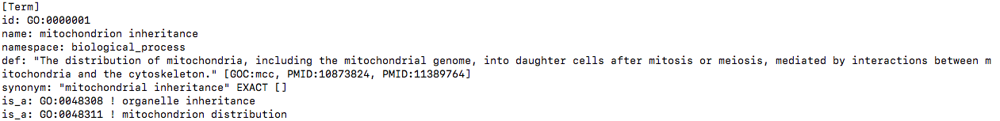 [Term]
id: GO:0000001
name: mitochondrion inheritance
namespace: biological_process
def: "The distribution of mitochondria, including the mitochondrial genome, into daughter cells after mitosis or meiosis, mediated by interactions between m
itochondria and the cytoskeleton." [GOC:mcc, PMID:10873824, PMID:11389764]
synonym: "mitochondrial inheritance" EXACT []
is_a: GO:0048308 ! organelle inheritance
is_a: GO:0048311 ! mitochondrion distribution